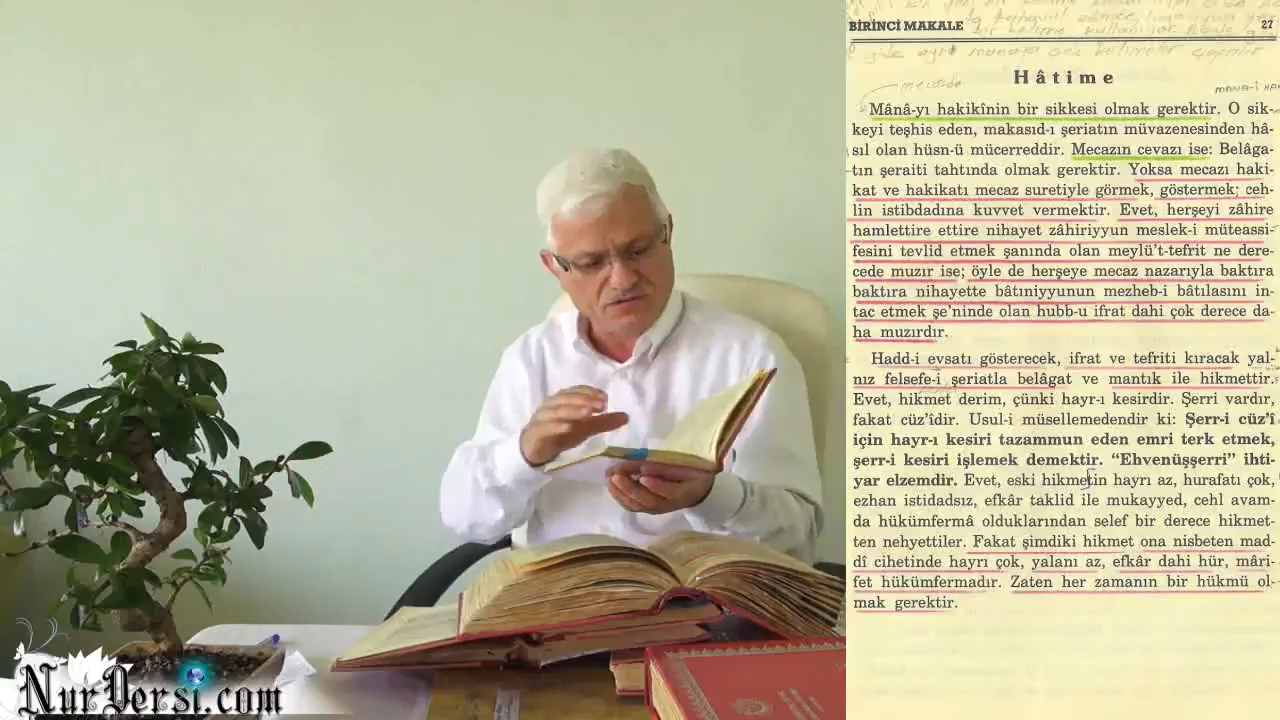 BİRİNCİ MAKALE 27
Hâtime
Mânâ-yı hakikînin bir sikkesi olmak gerektir. O sik-
keyi teşhis eden, makasıd-ı şeriatın müvazenesinden hâ-
sıl olan hüsn-ü mücerreddir. Mecazın cevazı ise: Belâga-
tın şeraiti tahtında olmak gerektir. Yoksa mecazı haki-
kat ve hakikatı mecaz suretiyle görmek, göstermek; ceh-
lin istibdadına kuvvet vermektir. Evet, herşeyi zâhire
hamlettire ettire nihayet zâhiriyyun meslek-i müteassi-
fesini tevlid etmek şanında olan meylü't-tefrit ne dere-
cede muzır ise; öyle de herşeye mecaz nazarıyla baktıra
baktıra nihayette bâtıniyyunun mezheb-i bâtılasını in-
tac etmek şe'ninde olan hubb-u ifrat dahi çok derece da-
ha muzırdır.
Hadd-i evsatı gösterecek, ifrat ve tefriti kıracak yal-
nız felsefe-i şeriatla belâgat ve mantık ile hikmettir.
Evet, hikmet derim, çünki hayr-ı kesirdir. Şerri vardır,
fakat cüz'îdir. Usul-i müsellemedendir ki: Şerr-i cüz'î
için hayr-ı kesiri tazammun eden emri terk etmek,
şerr-i kesiri işlemek demektir. "Ehvenüşşerri" ihti-
yar elzemdir. Evet, eski hikmetin hayrı az, hurafatı çok,
ezhan istidadsız, efkâr taklid ile mukayyed, cehl avam-
da hükümfermâ olduklarından selef bir derece hikmet-
ten nehyettiler. Fakat şimdiki hikmet ona nisbeten mad-
dî cihetinde hayrı çok, yalanı az, efkâr dahi hür, mâri-
fet hükümfermadır. Zaten her zamanın bir hükmü ol-
mak gerektir.
NurDersi.com